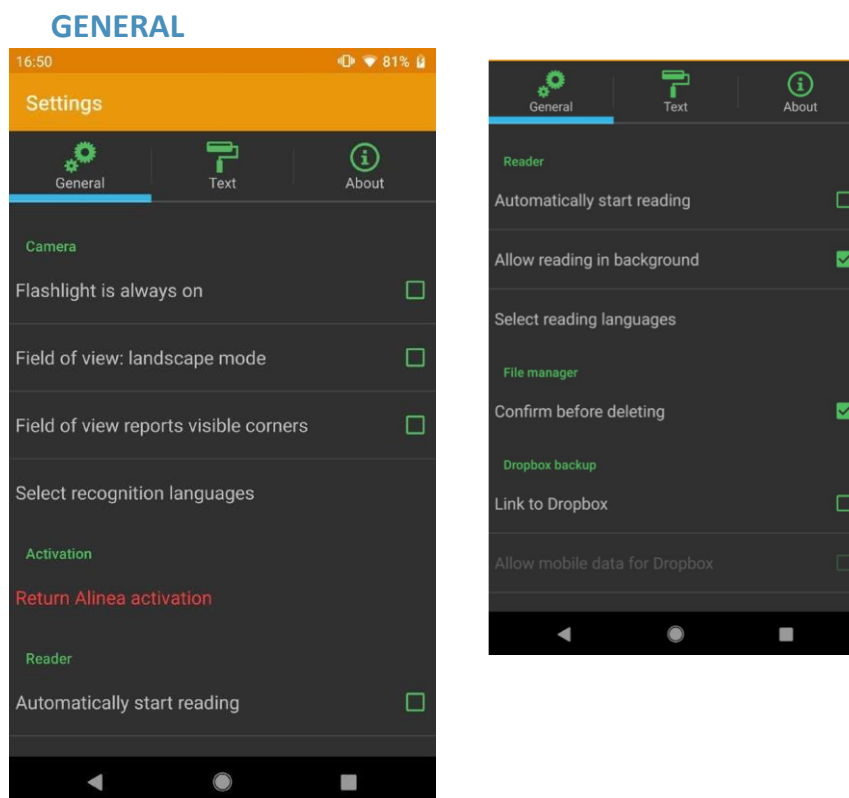 GENERAL
16:50 81%
Settings
General Text About
Camera
Flashlight is always on
Field of view: landscape mode
Field of view reports visible corners
Select recognition languages
Activation
Return Alinea activation
Reader
Automatically start reading
General Text About
Reader
Automatically start reading
Allow reading in background
Select reading languages
File manager
Confirm before deleting
Dropbox backup
Link to Dropbox
Allow mobile data for Dropbox